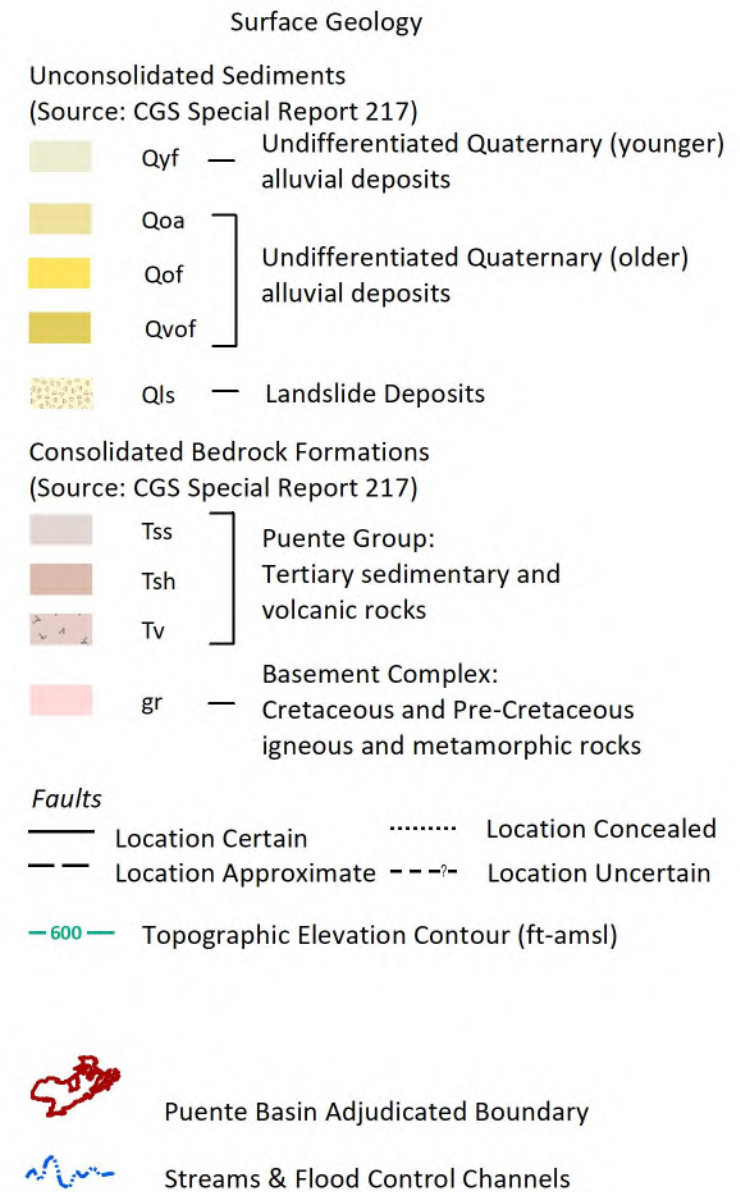 Surface Geology
Unconsolidated Sediments
(Source: CGS Special Report 217)
Qyf — Undifferentiated Quaternary (younger)
alluvial deposits
Qoa
Qof
Qvof
Undifferentiated Quaternary (older)
alluvial deposits
Qls — Landslide Deposits
Consolidated Bedrock Formations
(Source: CGS Special Report 217)
Tss
Tsh
Tv
Puente Group:
Tertiary sedimentary and
volcanic rocks
gr — Basement Complex:
Cretaceous and Pre-Cretaceous
igneous and metamorphic rocks
Faults
Location Certain
Location Concealed
Location Approximate
?
Location Uncertain
600
Topographic Elevation Contour (ft-amsl)
Puente Basin Adjudicated Boundary
Streams & Flood Control Channels